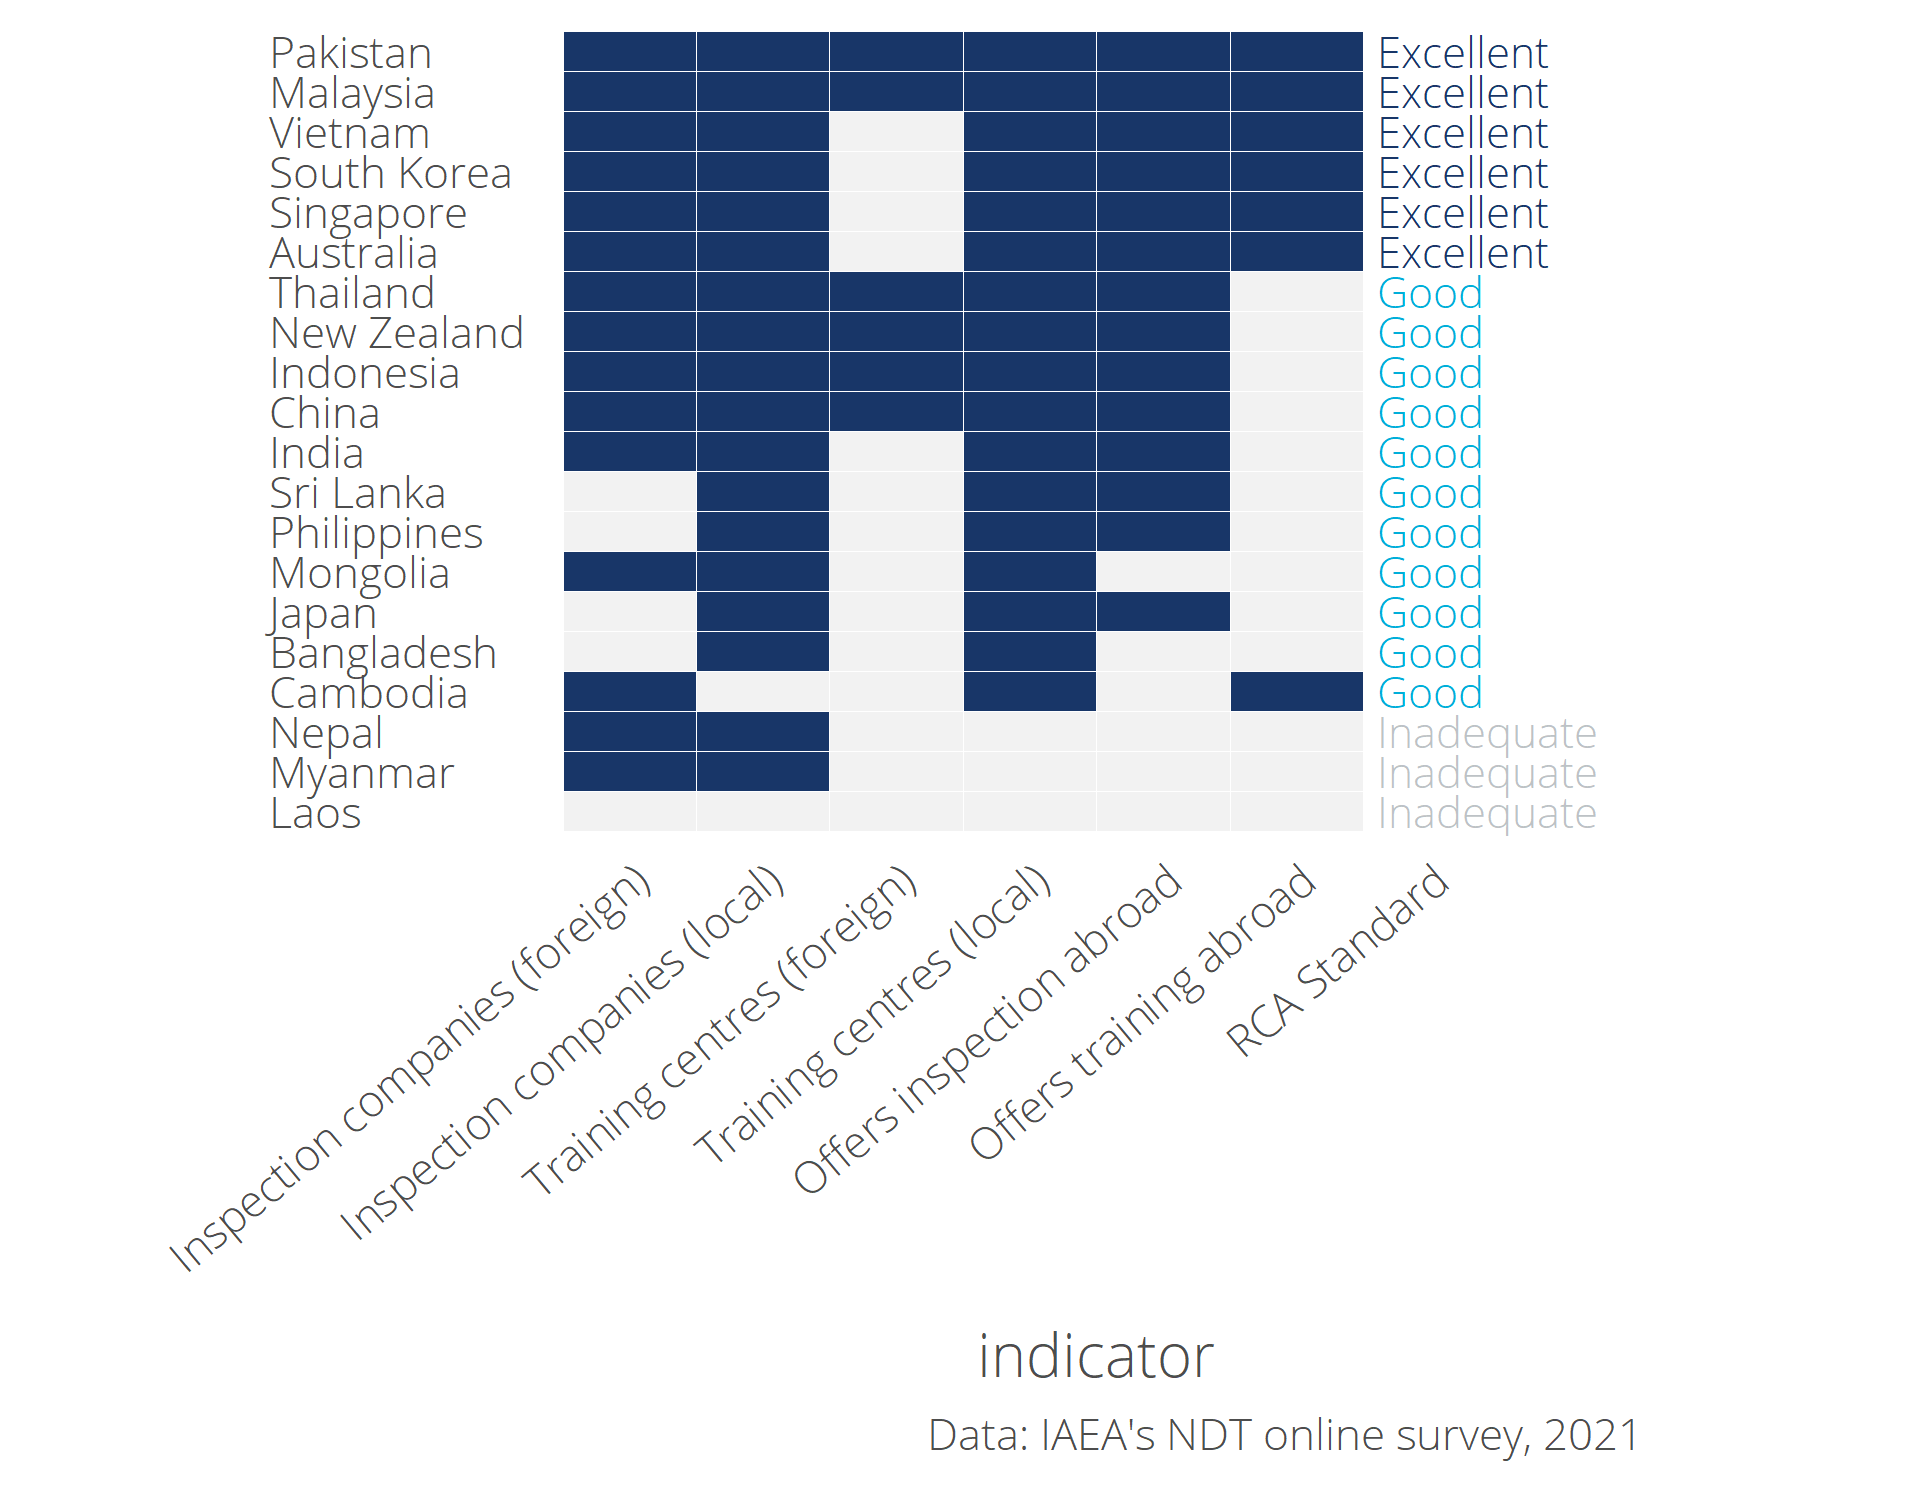 Pakistan Excellent
Malaysia Excellent
Vietnam Excellent
South Korea Excellent
Singapore Excellent
Australia Excellent
Thailand Good
New Zealand Good
Indonesia Good
China Good
India Good
Sri Lanka Good
Philippines Good
Mongolia Good
Japan Good
Bangladesh Good
Cambodia Good
Nepal Inadequate
Myanmar Inadequate
Laos Inadequate
Inspection companies (foreign)
Inspection companies (local)
Training centres (foreign)
Training centres (local)
Offers inspection abroad
Offers training abroad
RCA Standard
indicator
Data: IAEA's NDT online survey, 2021